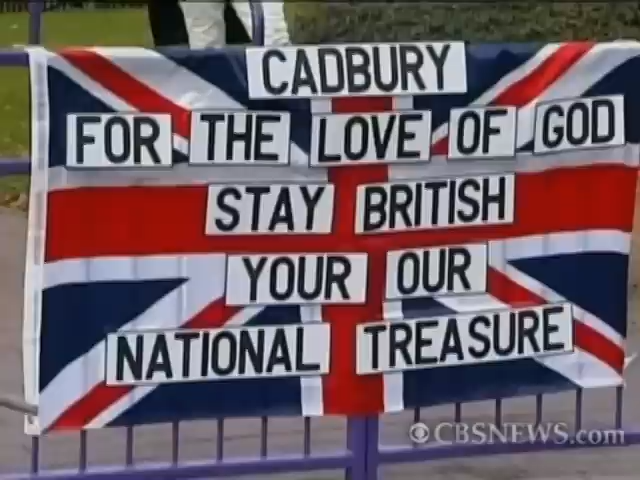 CADBURY
FOR THE LOVE OF GOD
STAY BRITISH
YOUR OUR
NATIONAL TREASURE
CBSNEWS.com